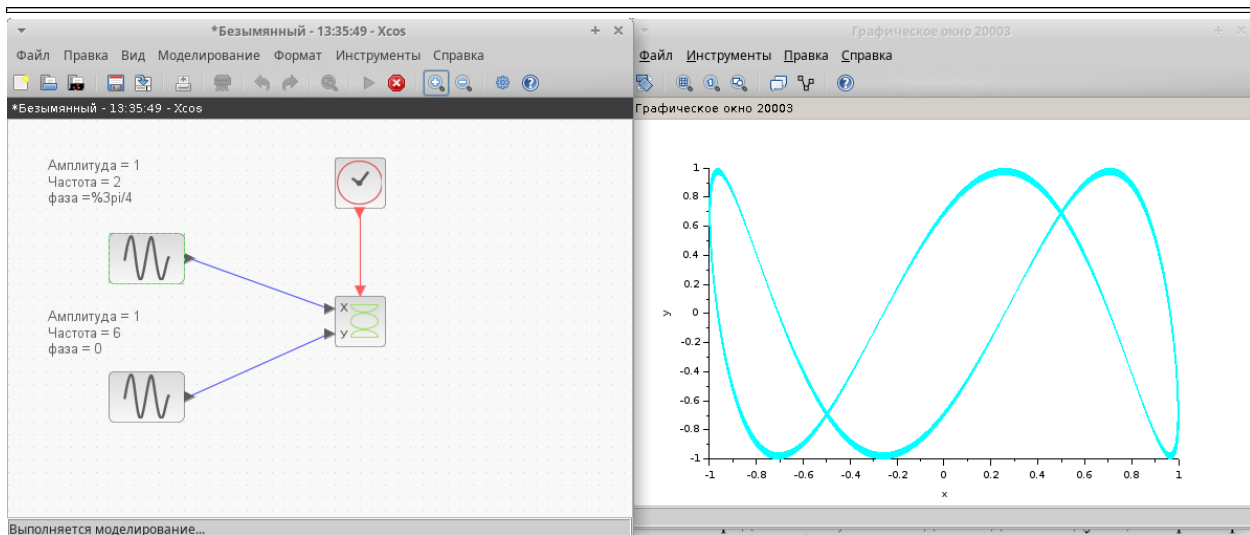 *Безымянный - 13:35:49 - Xcos
Файл Правка Вид Моделирование Формат Инструменты Справка
*Безымянный - 13:35:49 - Xcos
Амплитуда = 1
Частота = 2
фаза =%3pi/4
X
y
Амплитуда = 1
Частота = 6
фаза = 0
Выполняется моделирование...
Графическое окно 20003
Файл Инструменты Правка Справка
Графическое окно 20003
1
0.8
0.6
0.4
0.2
0
-0.2
-0.4
-0.6
-0.8
-1
y
-1 -0.8 -0.6 -0.4 -0.2 0 0.2 0.4 0.6 0.8 1
x